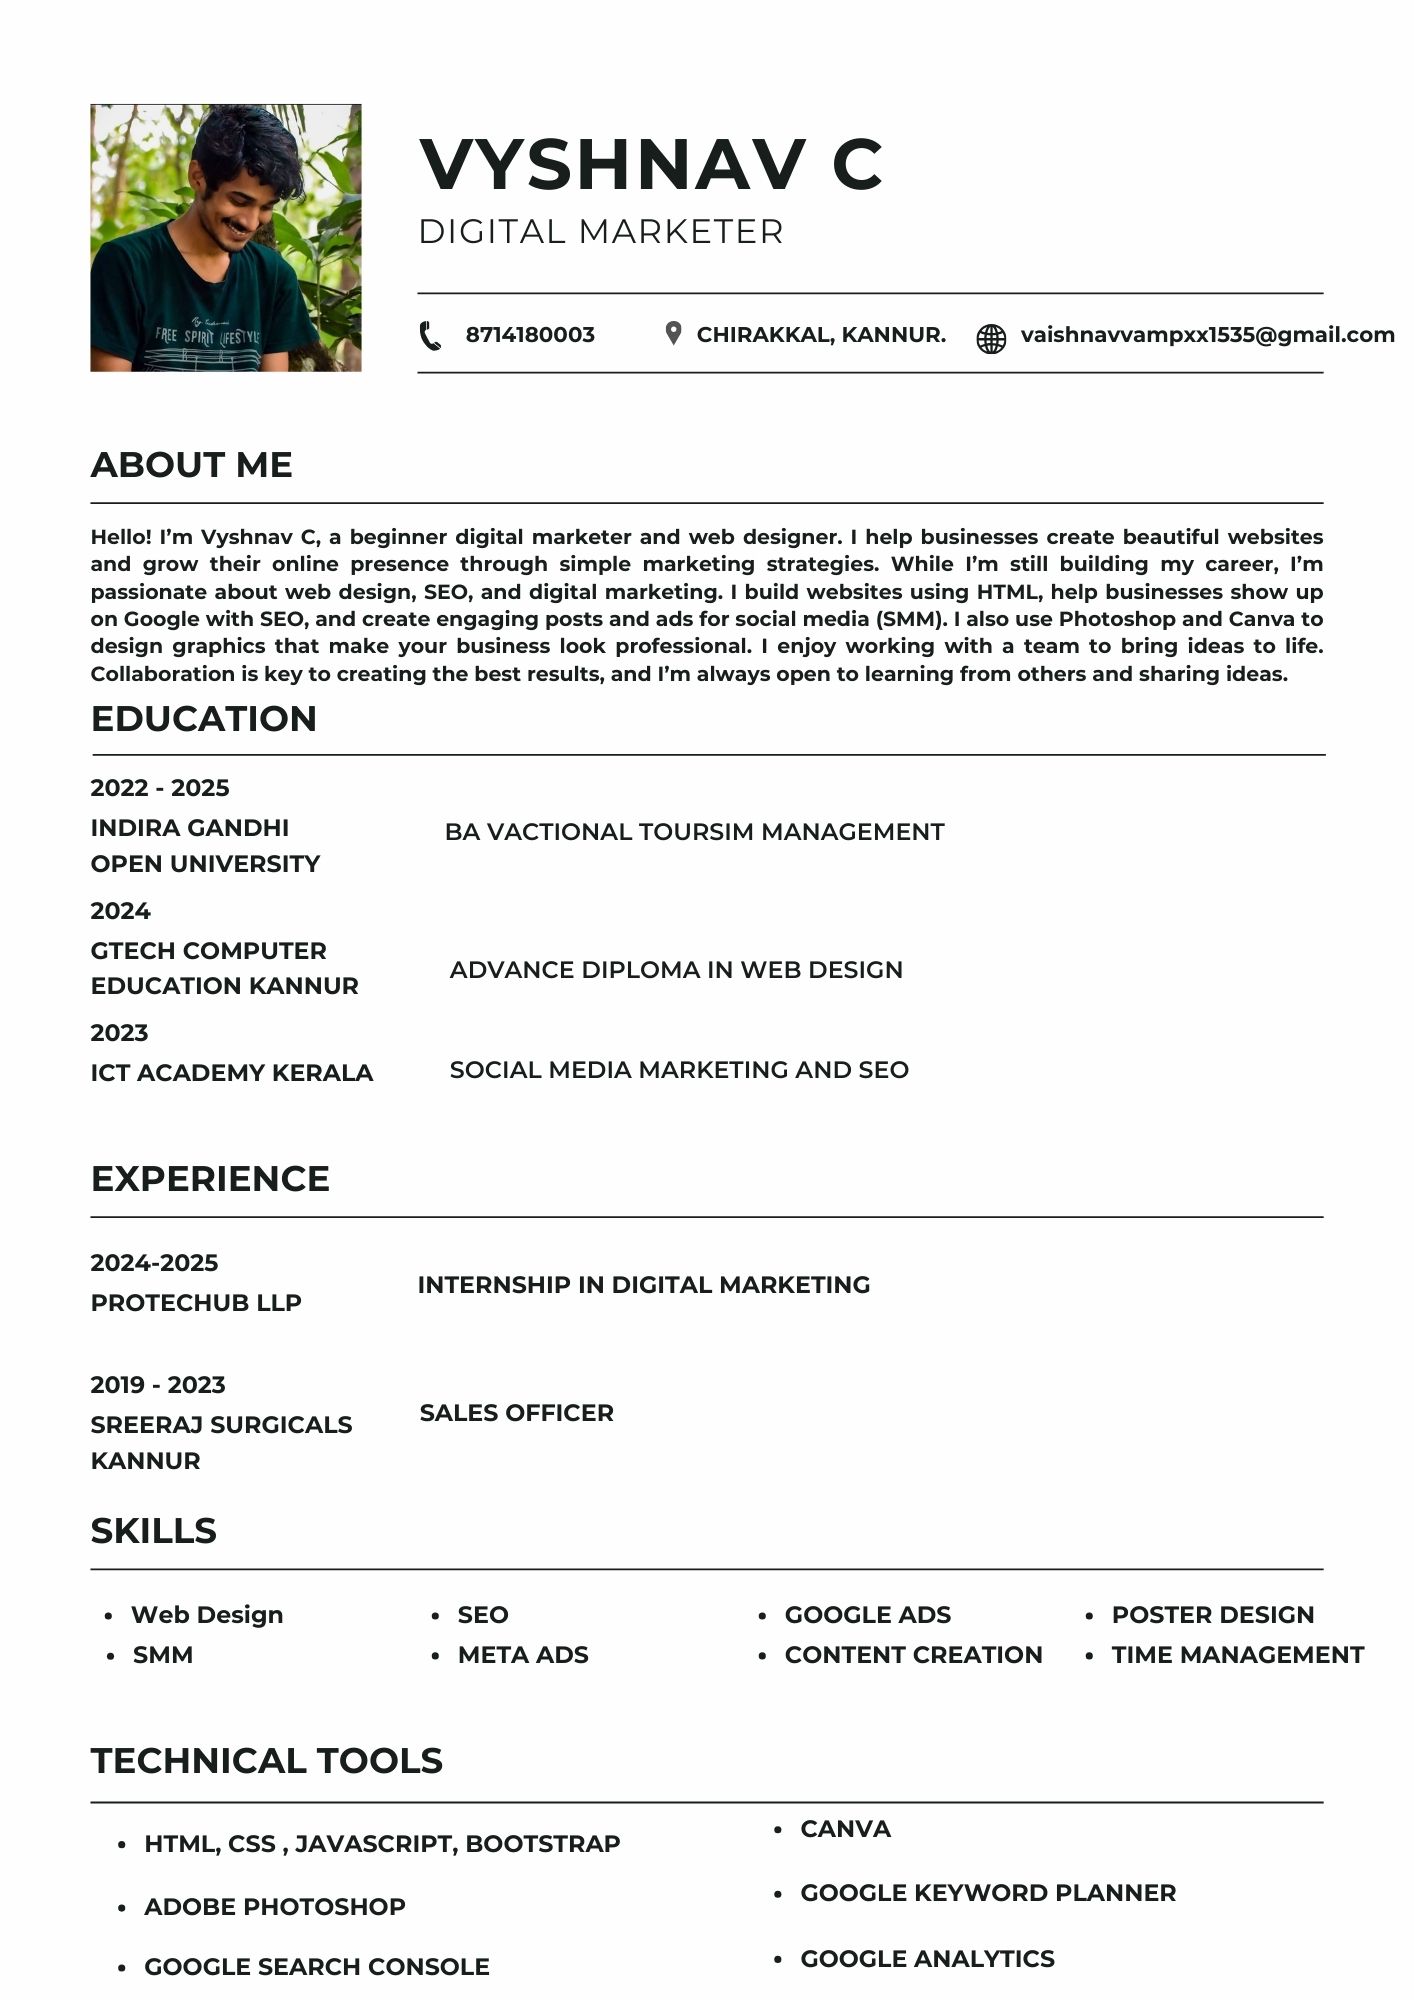 VYSHNAV C
DIGITAL MARKETER
FREE SPIRIT LIFESTYLE
8714180003
CHIRAKKAL, KANNUR.
vaishnavvampxx1535@gmail.com
ABOUT ME
Hello! I’m Vyshnav C, a beginner digital marketer and web designer. I help businesses create beautiful websites
and grow their online presence through simple marketing strategies. While I’m still building my career, I’m
passionate about web design, SEO, and digital marketing. I build websites using HTML, help businesses show up
on Google with SEO, and create engaging posts and ads for social media (SMM). I also use Photoshop and Canva to
design graphics that make your business look professional. I enjoy working with a team to bring ideas to life.
Collaboration is key to creating the best results, and I’m always open to learning from others and sharing ideas.
EDUCATION
2022 - 2025
INDIRA GANDHI
OPEN UNIVERSITY
BA VACTIONAL TOURSIM MANAGEMENT
2024
GTECH COMPUTER
EDUCATION KANNUR
ADVANCE DIPLOMA IN WEB DESIGN
2023
ICT ACADEMY KERALA
SOCIAL MEDIA MARKETING AND SEO
EXPERIENCE
2024-2025
PROTECHUB LLP
INTERNSHIP IN DIGITAL MARKETING
2019 - 2023
SREERAJ SURGICALS
KANNUR
SALES OFFICER
SKILLS
• Web Design
• SMM
• SEO
• META ADS
• GOOGLE ADS
• CONTENT CREATION
• POSTER DESIGN
• TIME MANAGEMENT
TECHNICAL TOOLS
• HTML, CSS , JAVASCRIPT, BOOTSTRAP
• ADOBE PHOTOSHOP
• GOOGLE SEARCH CONSOLE
• CANVA
• GOOGLE KEYWORD PLANNER
• GOOGLE ANALYTICS